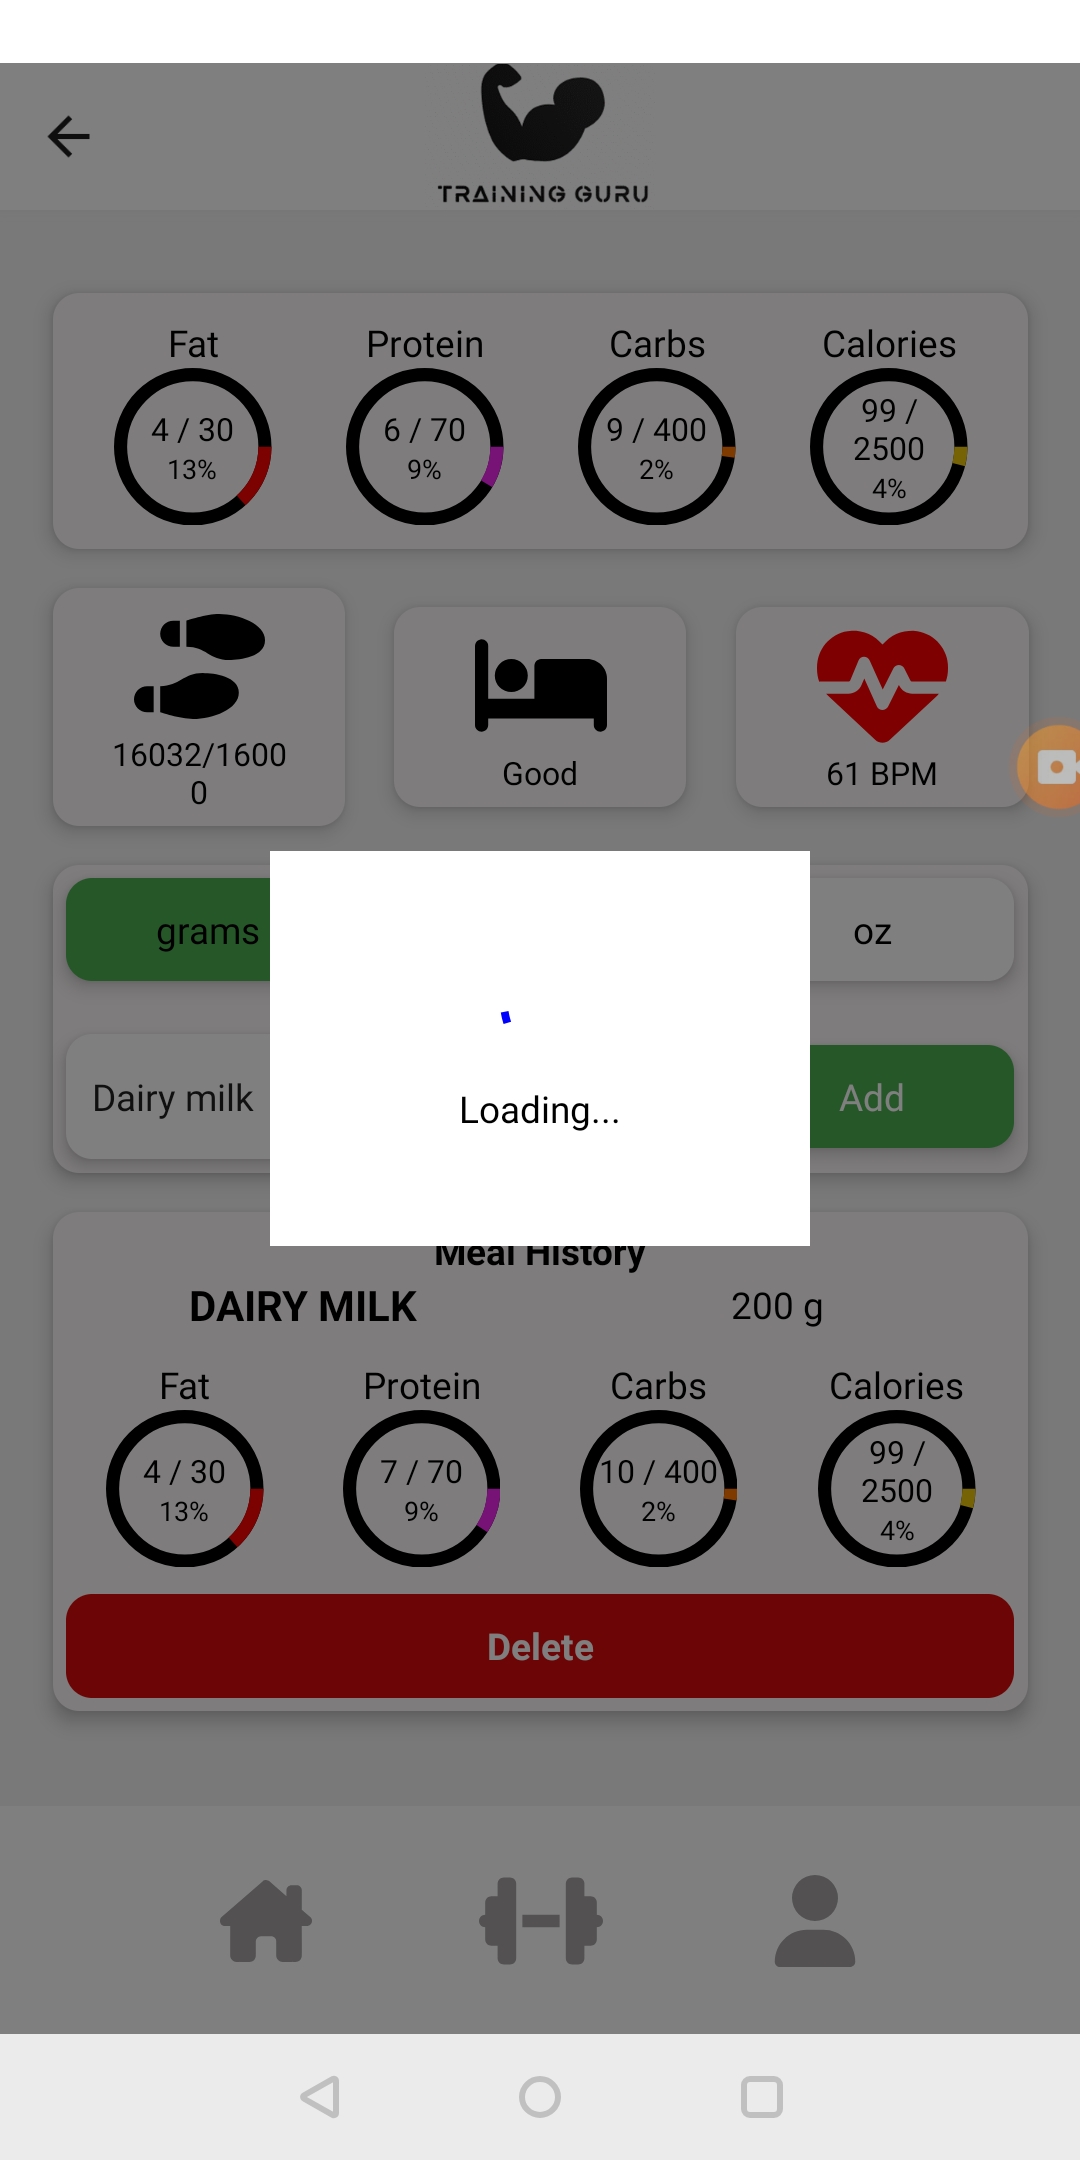 TRAINING GURU
Fat Protein Carbs Calories
4 / 30 6 / 70 9 / 400 99 / 2500
13% 9% 2% 4%
16032/1600
0
Good
61 BPM
grams
oz
Dairy milk
Add
Loading...
Meal History
DAIRY MILK 200 g
Fat Protein Carbs Calories
4 / 30 7 / 70 10 / 400 99 / 2500
13% 9% 2% 4%
Delete